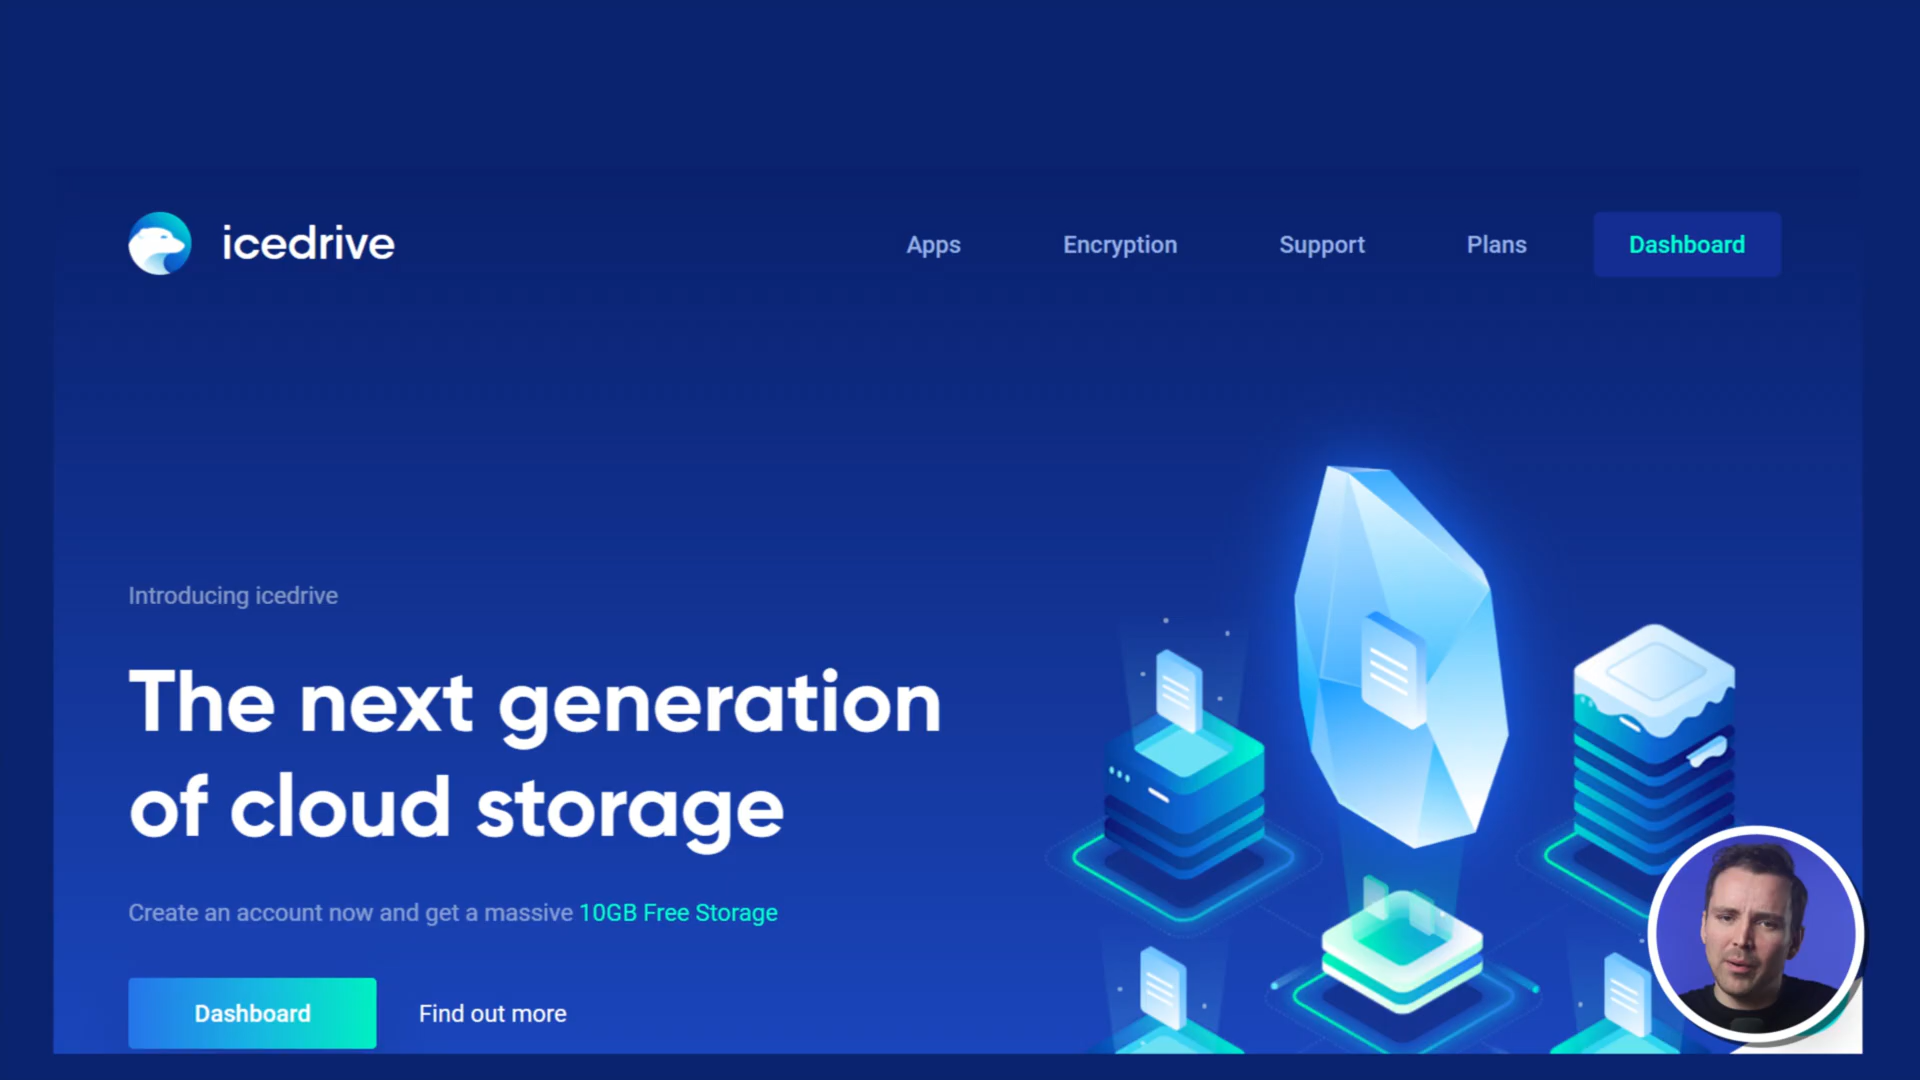 icedrive
Apps
Encryption
Support
Plans
Dashboard
Introducing icedrive
The next generation
of cloud storage
Create an account now and get a massive 10GB Free Storage
Dashboard
Find out more